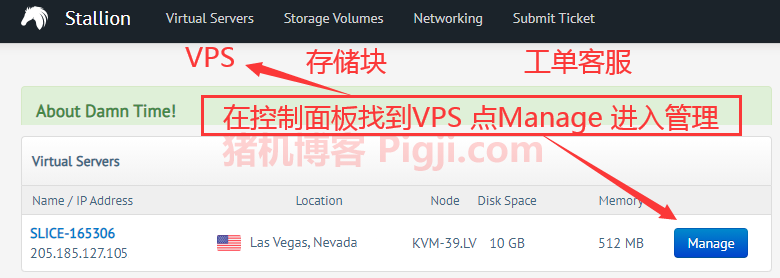 Stallion Virtual Servers Storage Volumes Networking Submit Ticket
VPS 存储块 工单客服
About Damn Time!
在控制面板找到VPS 点Manage 进入管理
猪机博客 Pigji.com
Virtual Servers
Name / IP Address Location Node Disk Space Memory
SLICE-165306
205.185.127.105 Las Vegas, Nevada KVM-39.LV 10 GB 512 MB Manage